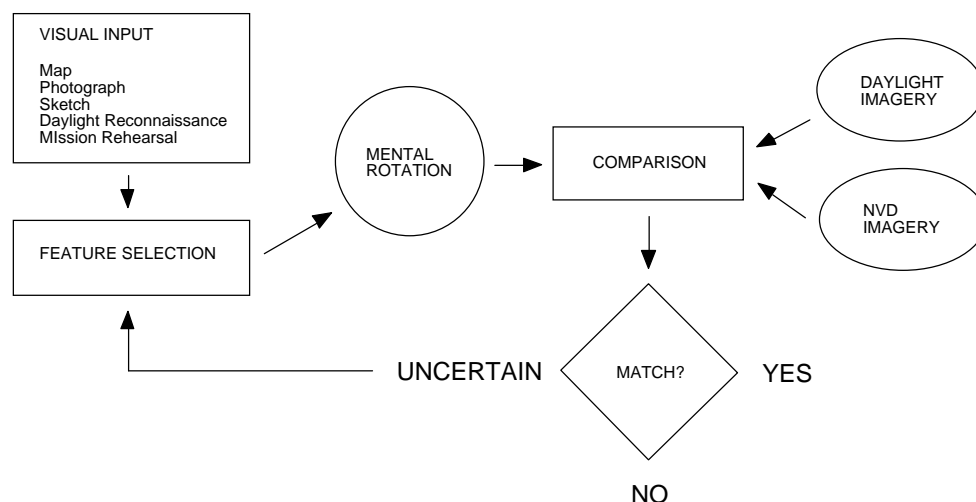 VISUAL INPUT
Map
Photograph
Sketch
Daylight Reconnaissance
MIssion Rehearsal
FEATURE SELECTION
MENTAL
ROTATION
COMPARISON
DAYLIGHT
IMAGERY
NVD
IMAGERY
UNCERTAIN
MATCH?
YES
NO